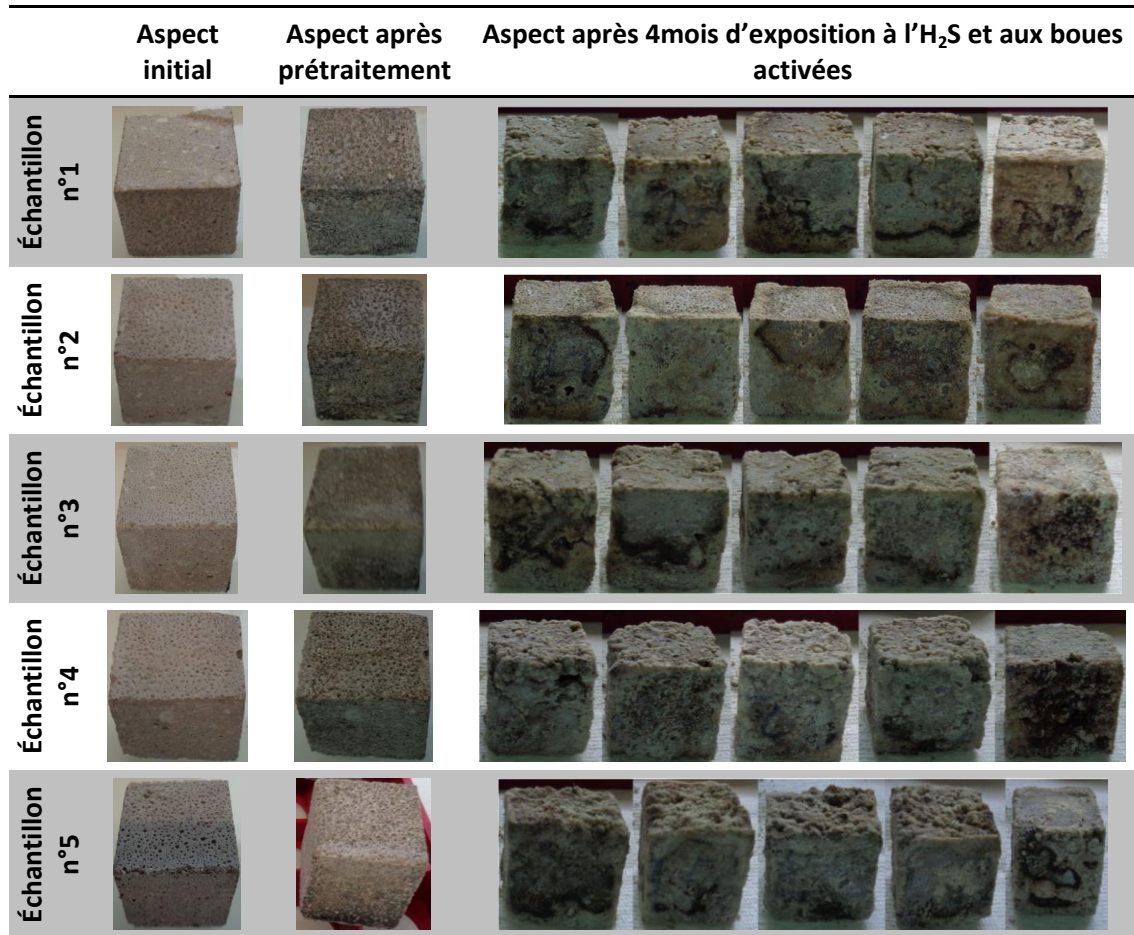 Aspect
initial
Aspect après
prétraitement
Aspect après 4mois d’exposition à l’H₂S et aux boues
activées
Échantillon
n°1
Échantillon
n°2
Échantillon
n°3
Échantillon
n°4
Échantillon
n°5